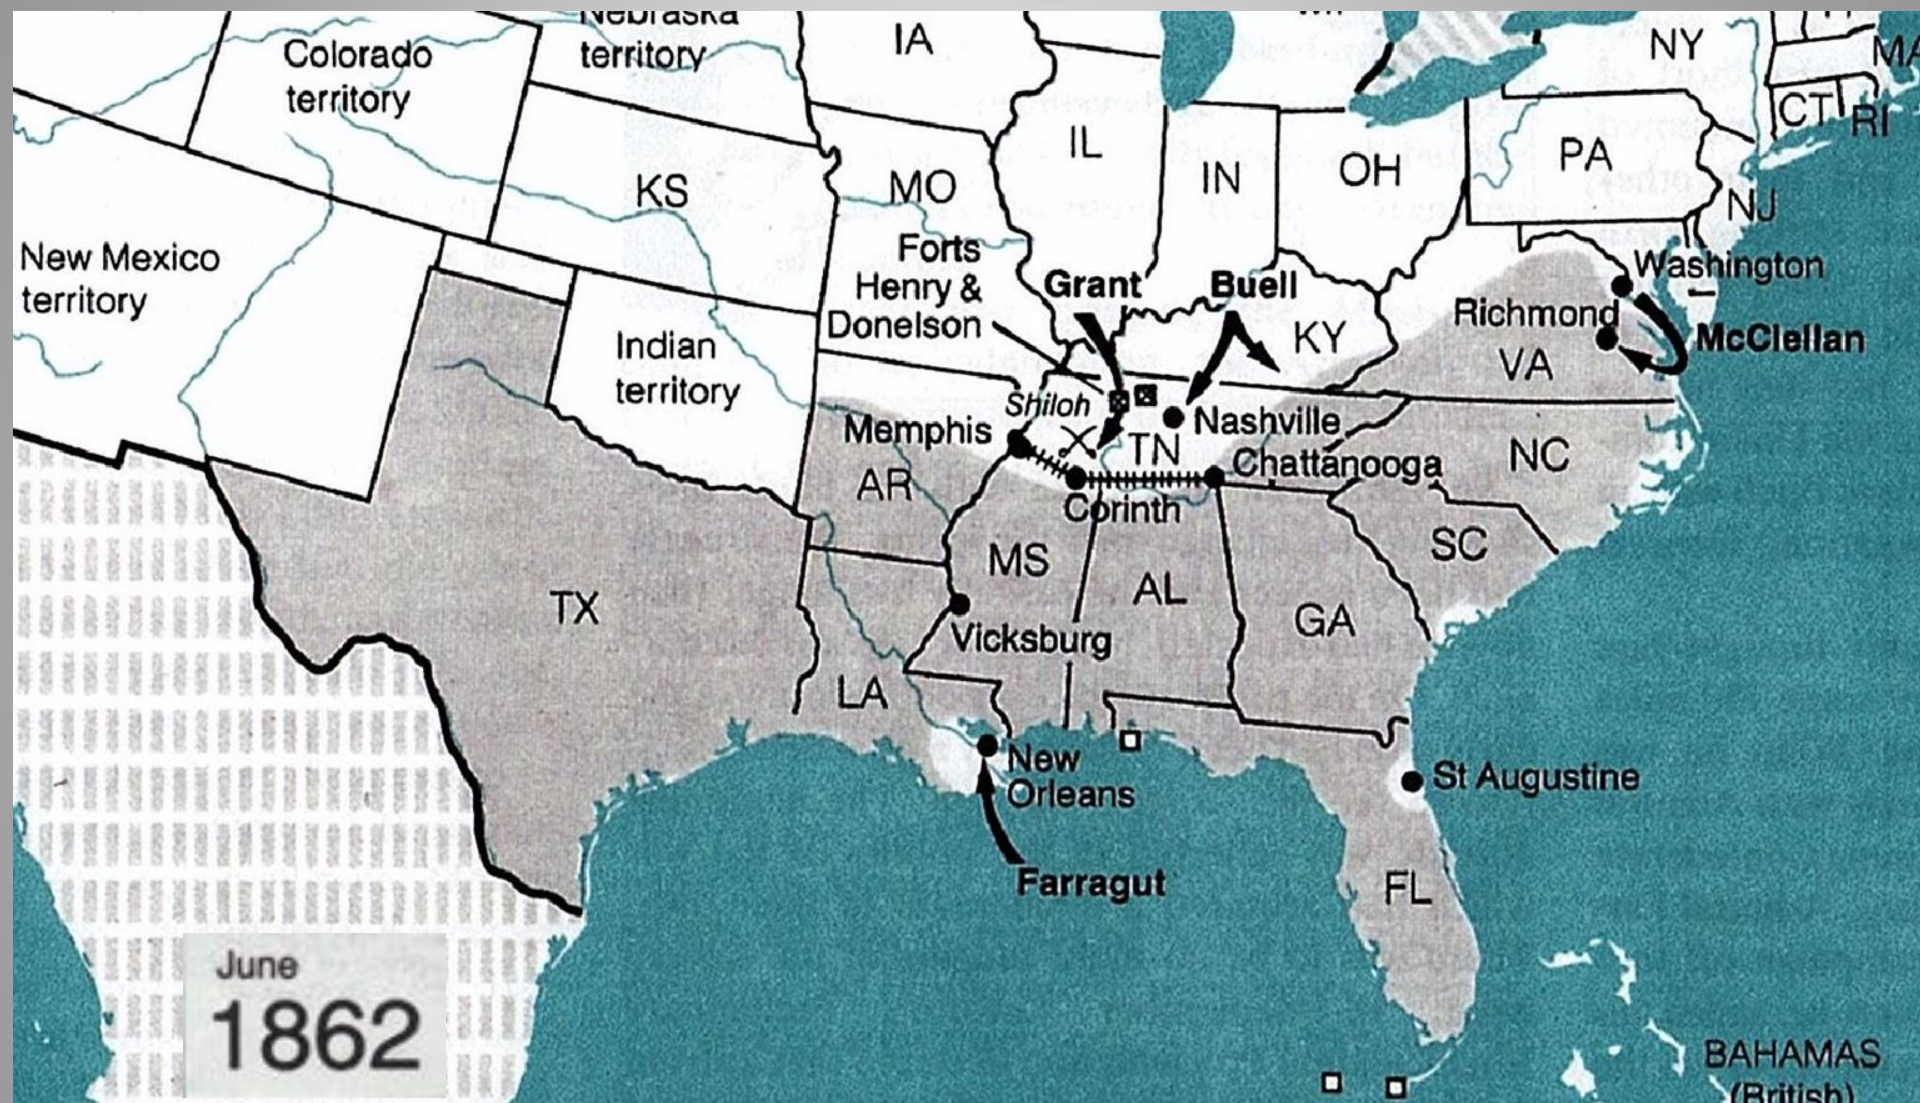 Nebraska
territory
Colorado
territory
IA
NY
MA
CT
RI
KS
MO
IL
IN
OH
PA
NJ
New Mexico
territory
Forts
Henry &
Donelson
Grant
Buell
Washington
Richmond
McClellan
KY
VA
Indian
territory
Shiloh
Memphis
Nashville
TN
AR
Chattanooga
NC
Corinth
SC
MS
AL
TX
GA
Vicksburg
LA
New
Orleans
St Augustine
Farragut
FL
June
1862
BAHAMAS
(British)